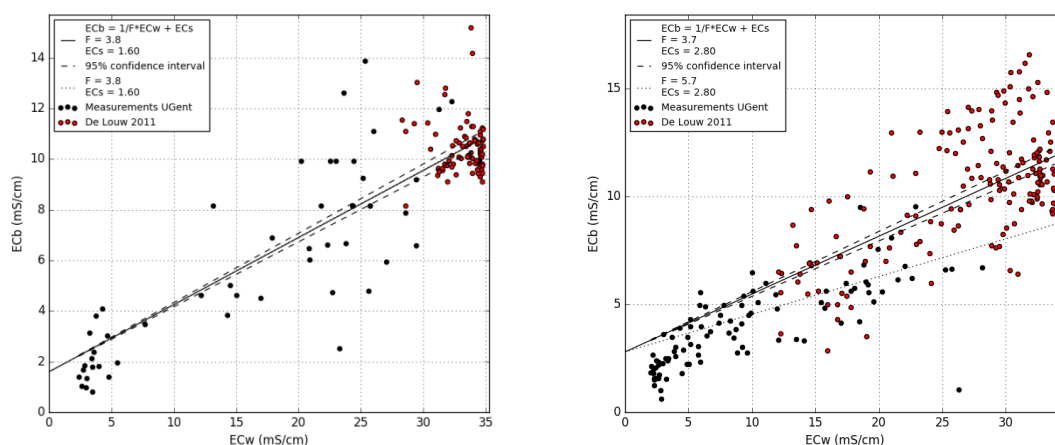 ECb = 1/F*ECw + ECs
F = 3.8
ECs = 1.60
95% confidence interval
F = 3.8
ECs = 1.60
Measurements UGent
De Louw 2011
14
12
10
8
6
4
2
0
ECb (mS/cm)
0 5 10 15 20 25 30 35
ECw (mS/cm)
ECb = 1/F*ECw + ECs
F = 3.7
ECs = 2.80
95% confidence interval
F = 5.7
ECs = 2.80
Measurements UGent
De Louw 2011
15
10
5
0
ECb (mS/cm)
0 5 10 15 20 25 30
ECw (mS/cm)